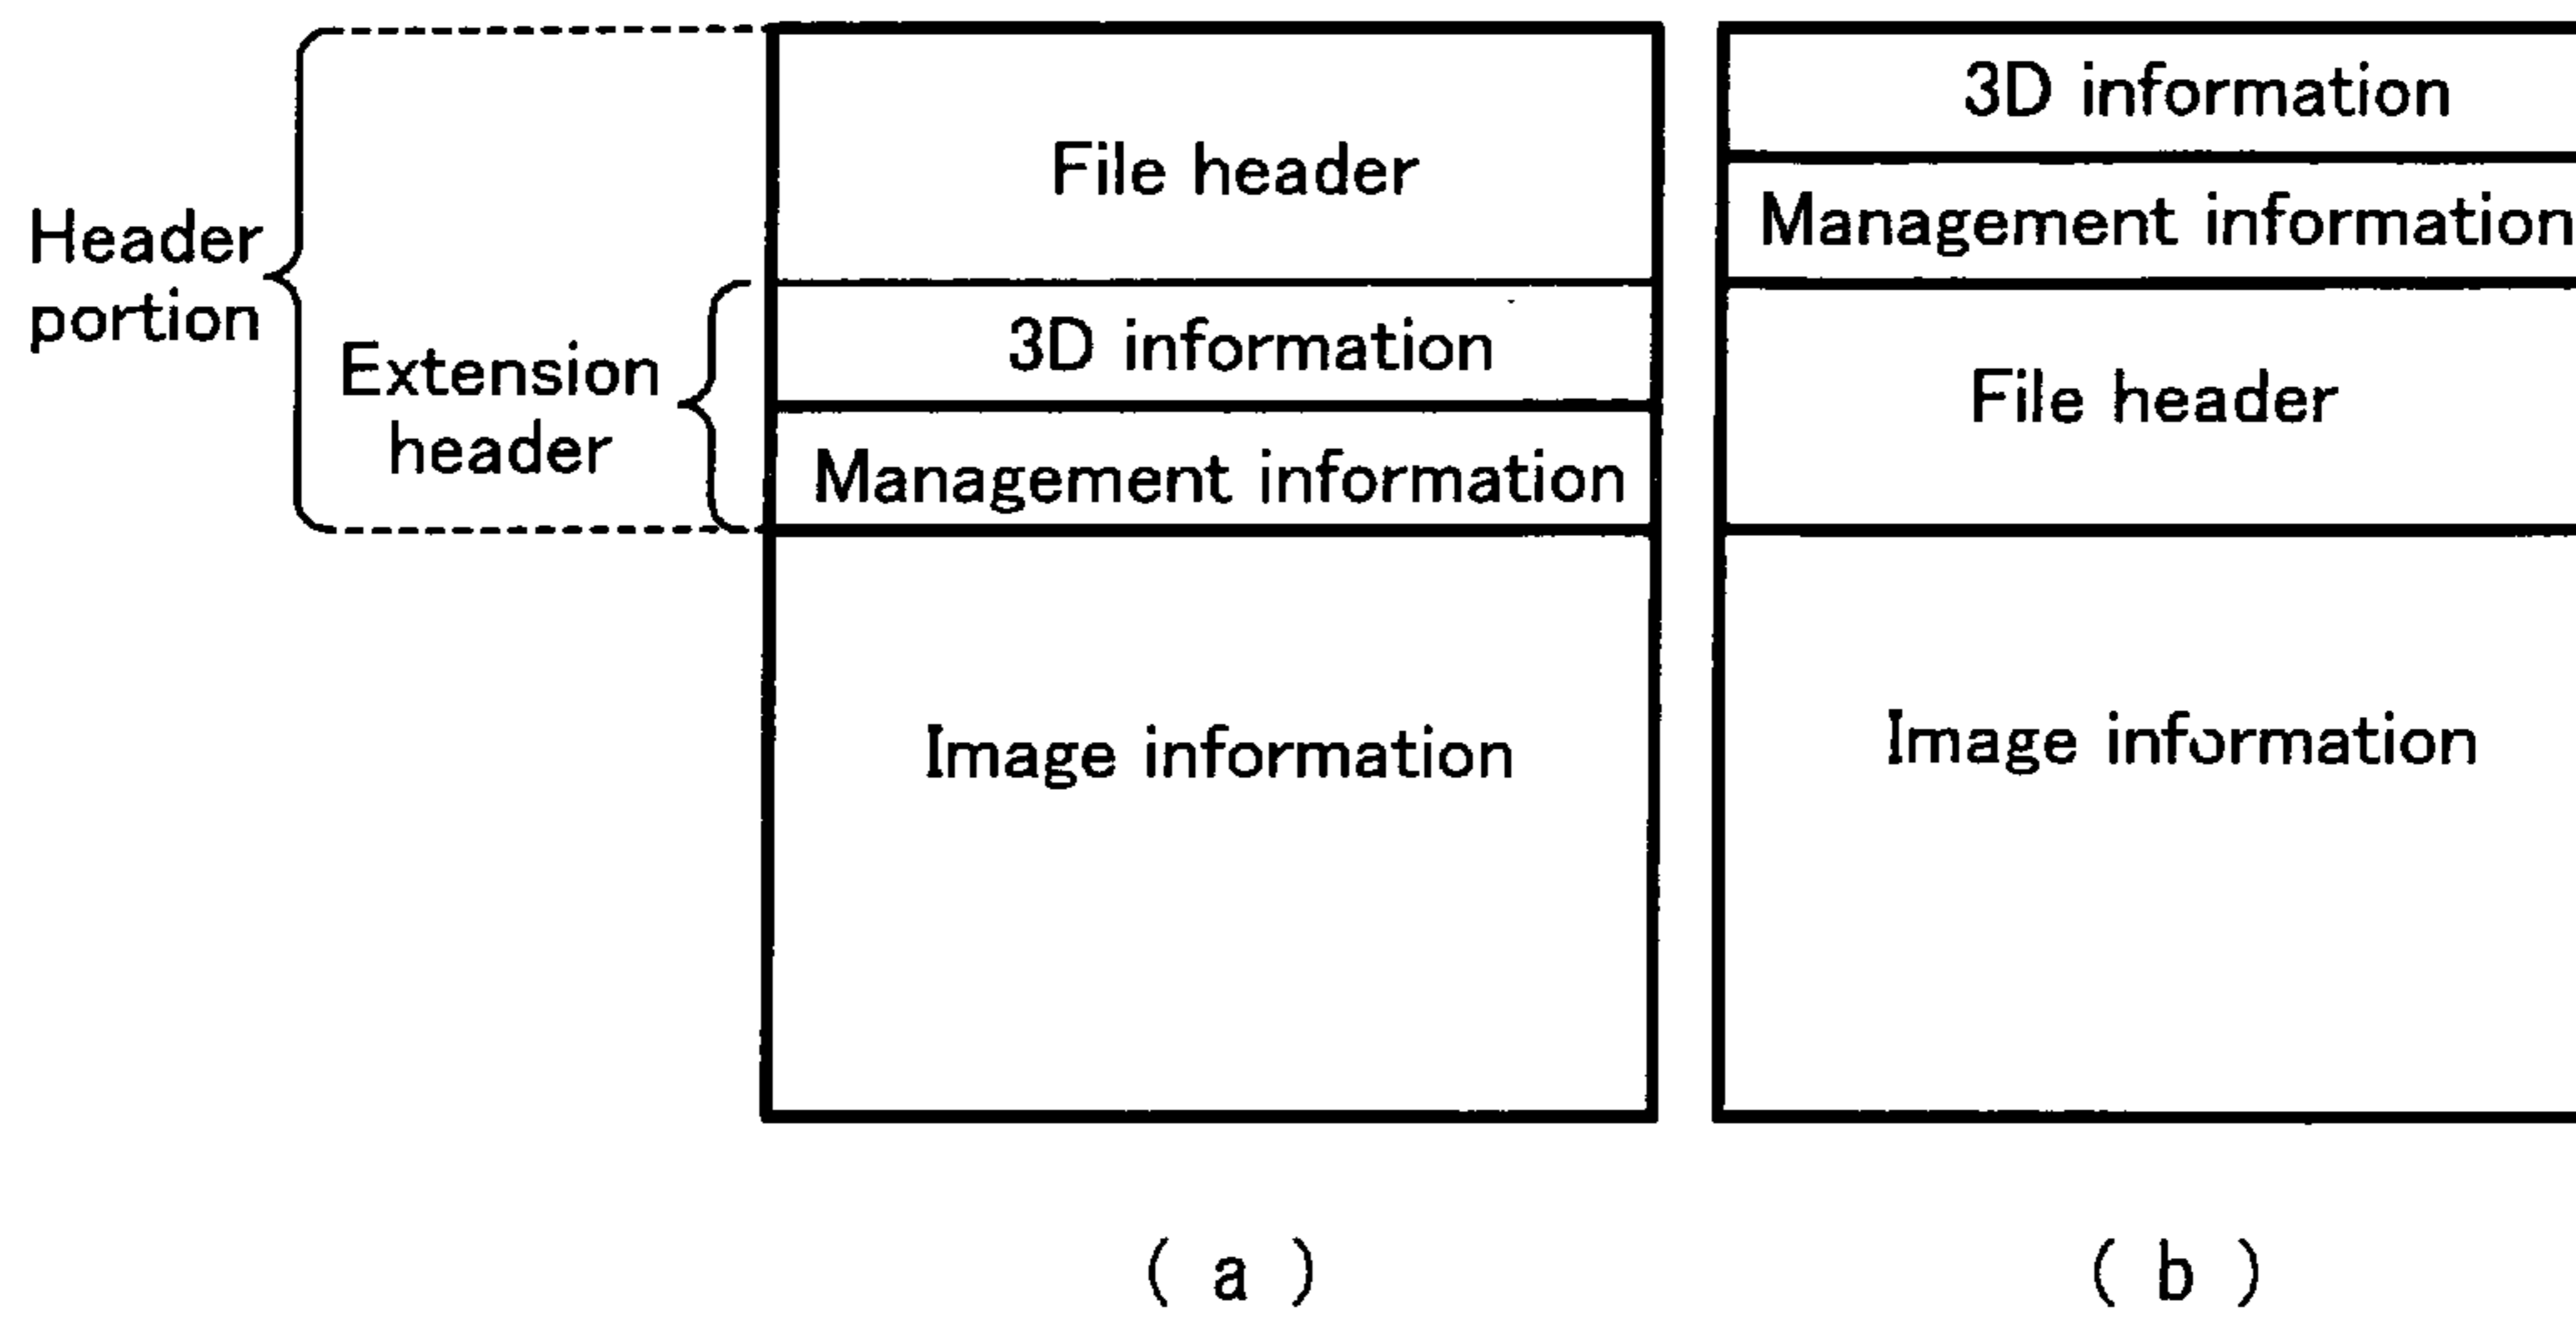 Header
portion
Extension
header
File header
3D information
Management information
Image information
( a )
3D information
Management information
File header
Image information
( b )